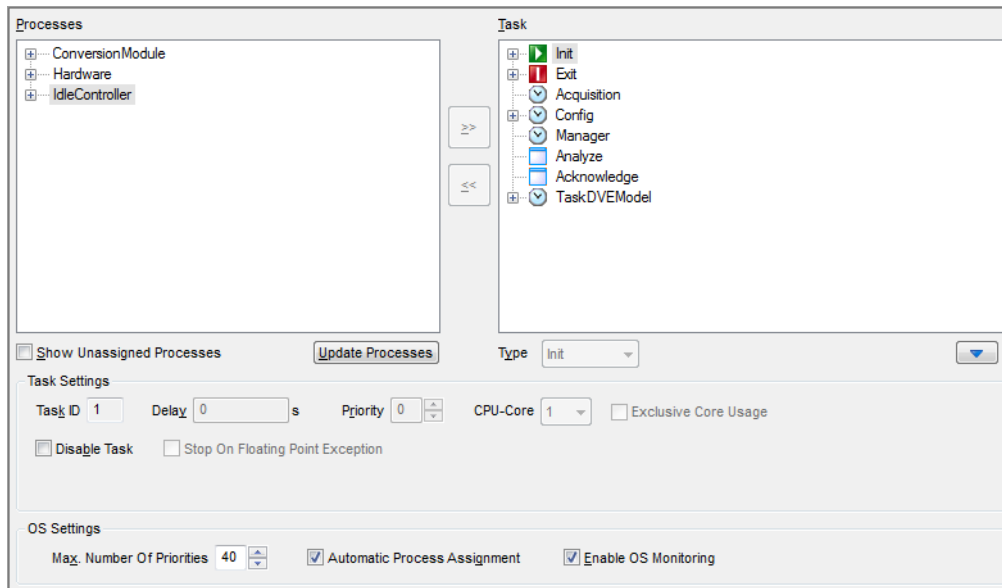 Processes
ConversionModule
Hardware
IdleController
>>
<<
Task
Init
Exit
Acquisition
Config
Manager
Analyze
Acknowledge
TaskDVEModel
Show Unassigned Processes Update Processes Type Init
Task Settings
Task ID 1 Delay 0 s Priority 0 CPU-Core 1 Exclusive Core Usage
Disable Task Stop On Floating Point Exception
OS Settings
Max. Number Of Priorities 40 Automatic Process Assignment Enable OS Monitoring